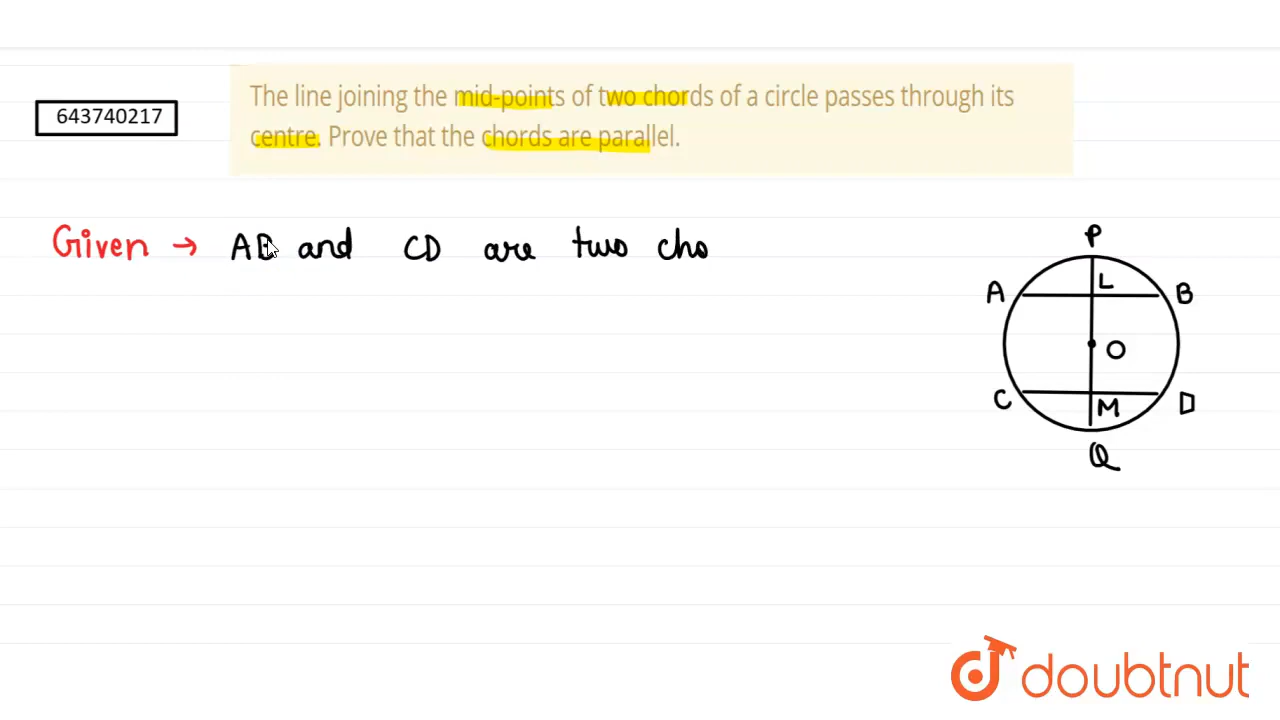 643740217
The line joining the mid-points of two chords of a circle passes through its
centre. Prove that the chords are parallel.
Given → AB and CD are two cho
P
A L B
O
C M D
Q
doubtnut